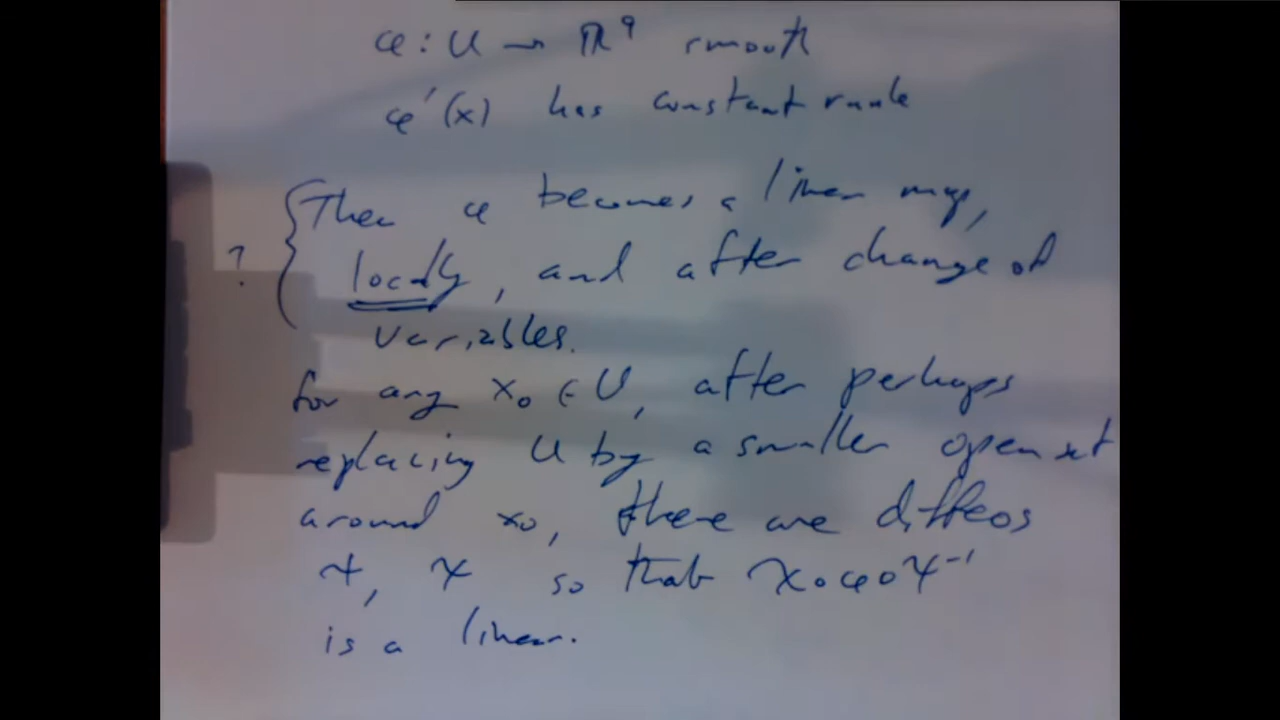 φ : U → ℝ^q smooth
φ'(x) has constant rank
Then φ becomes a linear map,
? { locally, and after change of
variables.
for any x₀ ∈ U, after perhaps
replacing U by a smaller open set
around x₀, there are diffeos
ψ, χ so that χ∘φ∘ψ⁻¹
is a linear.